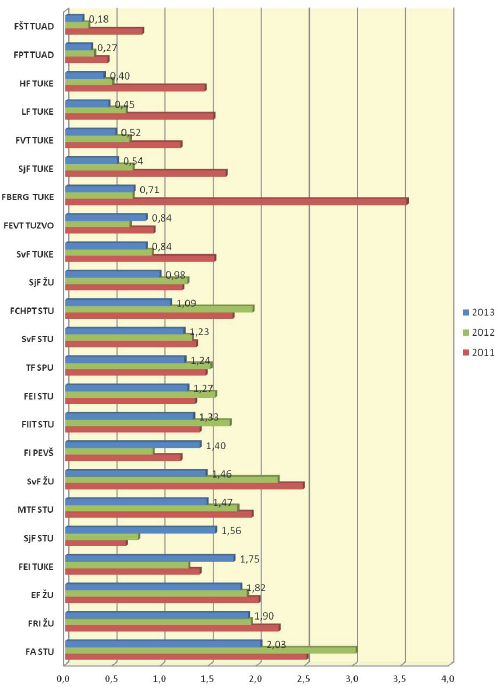 FŠT TUAD 0,18
FPT TUAD 0,27
HF TUKE 0,40
LF TUKE 0,45
FVT TUKE 0,52
SjF TUKE 0,54
FBERG TUKE 0,71
FEVT TUZVO 0,84
SvF TUKE 0,84
SjF ŽU 0,98
FCHPT STU 1,09
2013
2012
2011
SvF STU 1,23
TF SPU 1,24
FEI STU 1,27
FIIT STU 1,33
FI PEVŠ 1,40
SvF ŽU 1,46
MTF STU 1,47
SjF STU 1,56
FEI TUKE 1,75
EF ŽU 1,82
FRI ŽU 1,90
FA STU 2,03
0,0 0,5 1,0 1,5 2,0 2,5 3,0 3,5 4,0